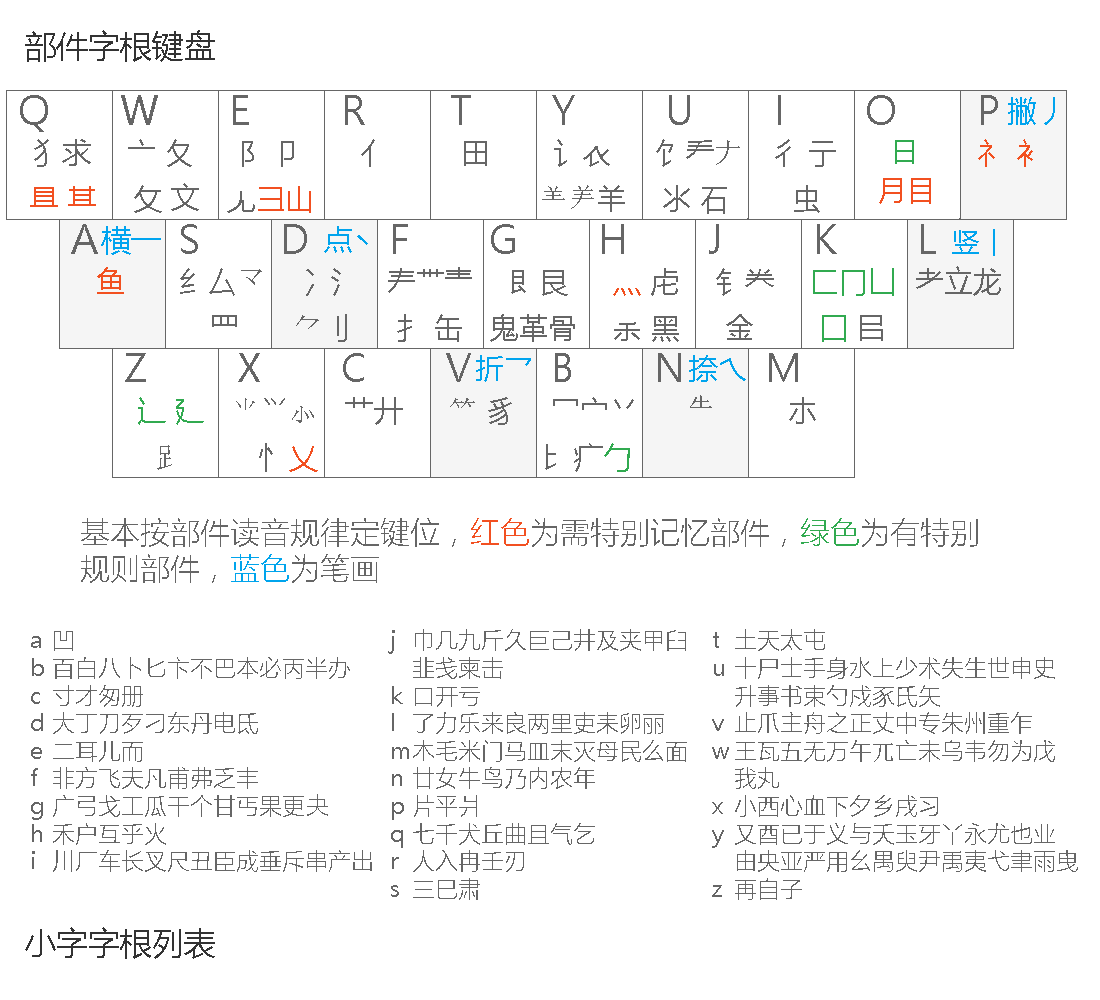 部件字根键盘
Q W E R T Y U I O P 撇丿
犭求 亠夂 阝卩 亻 田 讠 饣 彳亍 日 礻衤
攵文 山 羊 氺石 虫 月目
A 横一 S D 点丶 F G H J K L 竖丨
鱼 纟厶龴 冫氵 龵艹龶 艮 灬虍 钅龹 匚冂凵 耂立龙
罒 ⺈刂 扌缶 鬼革骨 黑 金 囗㠯
Z X C V 折乛 B N 捺乀 M
辶廴 艹廾 ⺮豸 冖宀丷 朩
忄乂 疒勹
基本按部件读音规律定键位，红色为需特别记忆部件，绿色为有特别
规则部件，蓝色为笔画
a 凹
b 百白八卜匕卞不巴本必丙半办
c 寸才匆册
d 大丁刀歹刁东丹电氐
e 二耳儿而
f 非方飞夫凡甫弗乏丰
g 广弓戈工瓜干个甘丐果更夬
h 禾户互乎火
i 川厂车长叉尺丑臣成垂斥串产出
j 巾几九斤久巨己井及夹甲臼
韭戋柬击
k 口开亏
l 了力乐来良两里吏耒卵丽
m 木毛米门马皿末灭母民么面
n 廿女牛鸟乃内农年
p 片平爿
q 七千犬丘曲且气乞
r 人入冉壬刃
s 三巳肃
t 土天太屯
u 十尸士手身水上少术失生世申史
升事书束勺戍豕氏矢
v 止爪主舟之正丈中专朱州重乍
w 王瓦五无万午兀亡未乌韦勿为戊
我丸
x 小西心血下夕乡戌习
y 又酉已于义与夭玉牙丫永尤也业
由央亚严用幺禺臾尹禹夷弋聿雨曳
z 再自子
小字字根列表